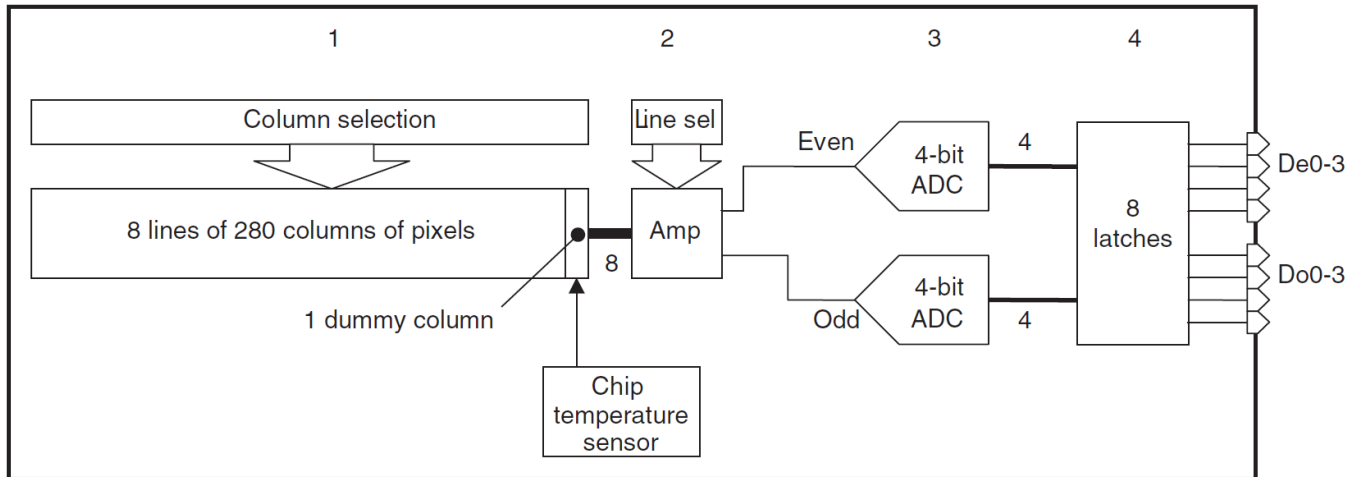 1 2 3 4
Column selection
Line sel
Even
4-bit
ADC
4
De0-3
8 lines of 280 columns of pixels
8
Amp
8
latches
1 dummy column
Odd
4-bit
ADC
4
Do0-3
Chip
temperature
sensor